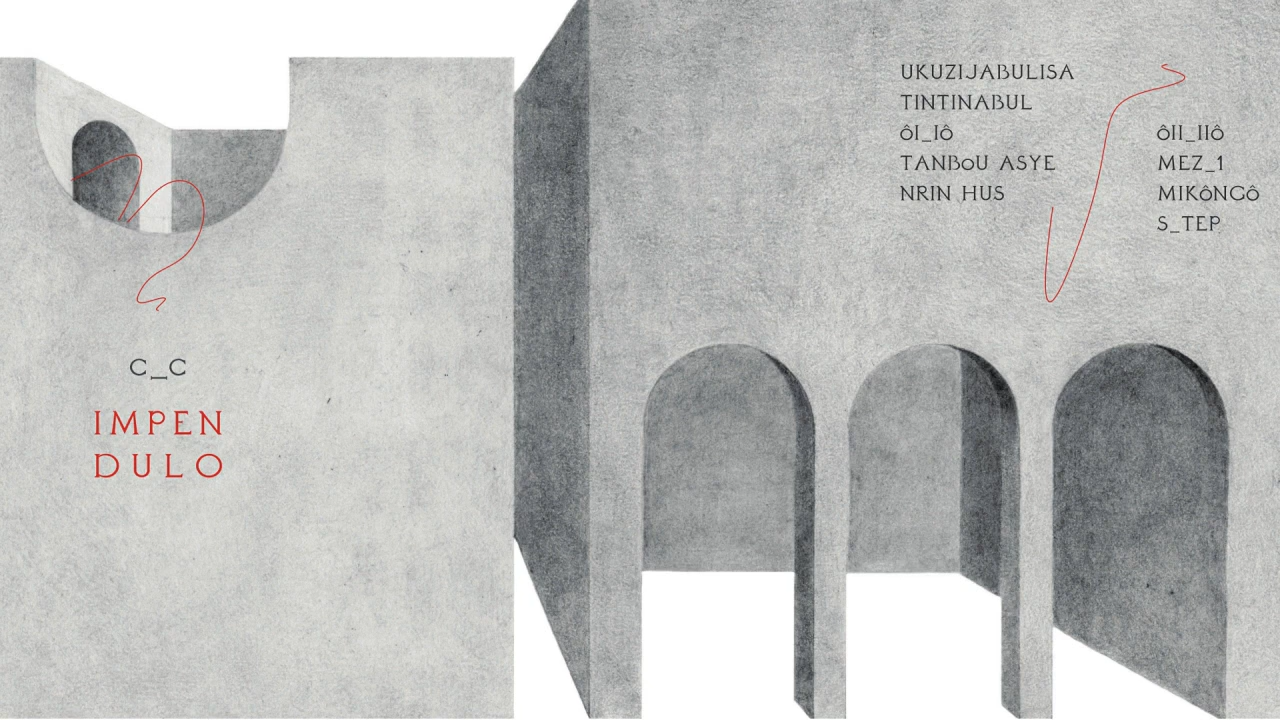 C_C
IMPEN
DULO
UKUZIJABULISA
TINTINABUL
ôI_Iô
TANBoU ASYE
NRIN HUS
ôII_IIô
MEZ_1
MIKôNGô
S_TEP